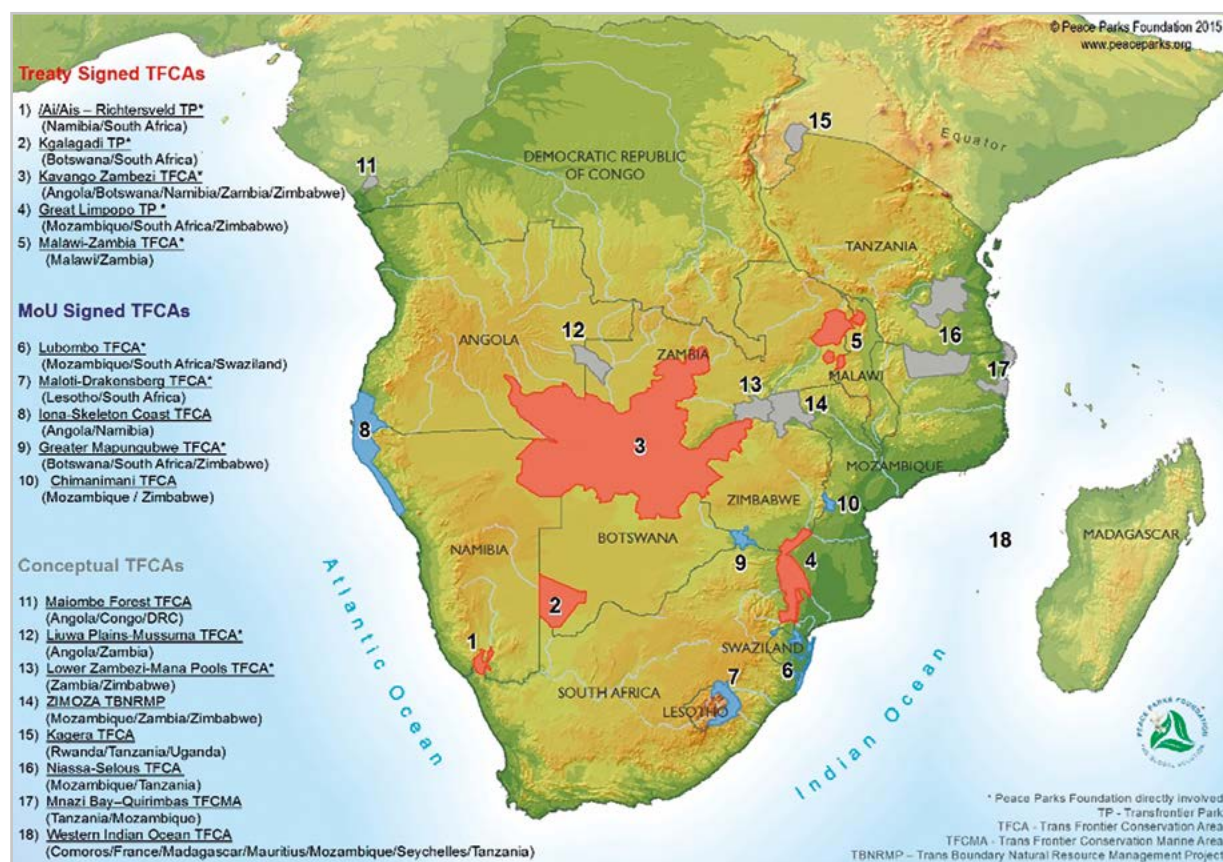 © Peace Parks Foundation 2015
www.peaceparks.org
Treaty Signed TFCAs
1) /Ai/Ais – Richtersveld TP*
(Namibia/South Africa)
2) Kgalagadi TP*
(Botswana/South Africa)
3) Kavango Zambezi TFCA*
(Angola/Botswana/Namibia/Zambia/Zimbabwe)
4) Great Limpopo TP *
(Mozambique/South Africa/Zimbabwe)
5) Malawi-Zambia TFCA*
(Malawi/Zambia)
MoU Signed TFCAs
6) Lubombo TFCA*
(Mozambique/South Africa/Swaziland)
7) Maloti-Drakensberg TFCA*
(Lesotho/South Africa)
8) Iona-Skeleton Coast TFCA
(Angola/Namibia)
9) Greater Mapungubwe TFCA*
(Botswana/South Africa/Zimbabwe)
10) Chimanimani TFCA
(Mozambique / Zimbabwe)
Conceptual TFCAs
11) Maiombe Forest TFCA
(Angola/Congo/DRC)
12) Liuwa Plains-Mussuma TFCA*
(Angola/Zambia)
13) Lower Zambezi-Mana Pools TFCA*
(Zambia/Zimbabwe)
14) ZIMOZA TBNRMP
(Mozambique/Zambia/Zimbabwe)
15) Kagera TFCA
(Rwanda/Tanzania/Uganda)
16) Niassa-Selous TFCA
(Mozambique/Tanzania)
17) Mnazi Bay–Quirimbas TFCMA
(Tanzania/Mozambique)
18) Western Indian Ocean TFCA
(Comoros/France/Madagascar/Mauritius/Mozambique/Seychelles/Tanzania)
15
Equator
11
DEMOCRATIC REPUBLIC
OF CONGO
TANZANIA
16
ANGOLA
12
ZAMBIA
5
MALAWI
17
13
14
8
3
MOZAMBIQUE
ZIMBABWE
10
MADAGASCAR
18
NAMIBIA
BOTSWANA
9
4
2
1
SWAZILAND
6
7
SOUTH AFRICA
LESOTHO
Atlantic Ocean
Indian Ocean
PEACE PARKS FOUNDATION
* Peace Parks Foundation directly involved
TP - Transfrontier Park
TFCA - Trans Frontier Conservation Area
TFCMA - Trans Frontier Conservation Marine Area
TBNRMP – Trans Boundary Natural Resource Management Project